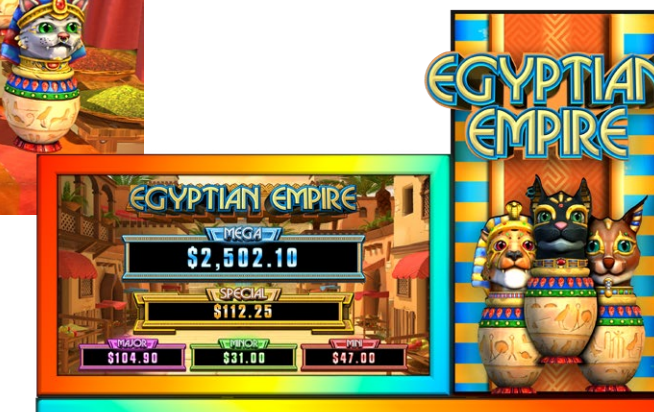 EGYPTIAN
EMPIRE
EGYPTIAN EMPIRE
MEGA
$2,502.10
SPECIAL
$112.25
MAJOR
$104.90
MINOR
$31.00
MINI
$47.00